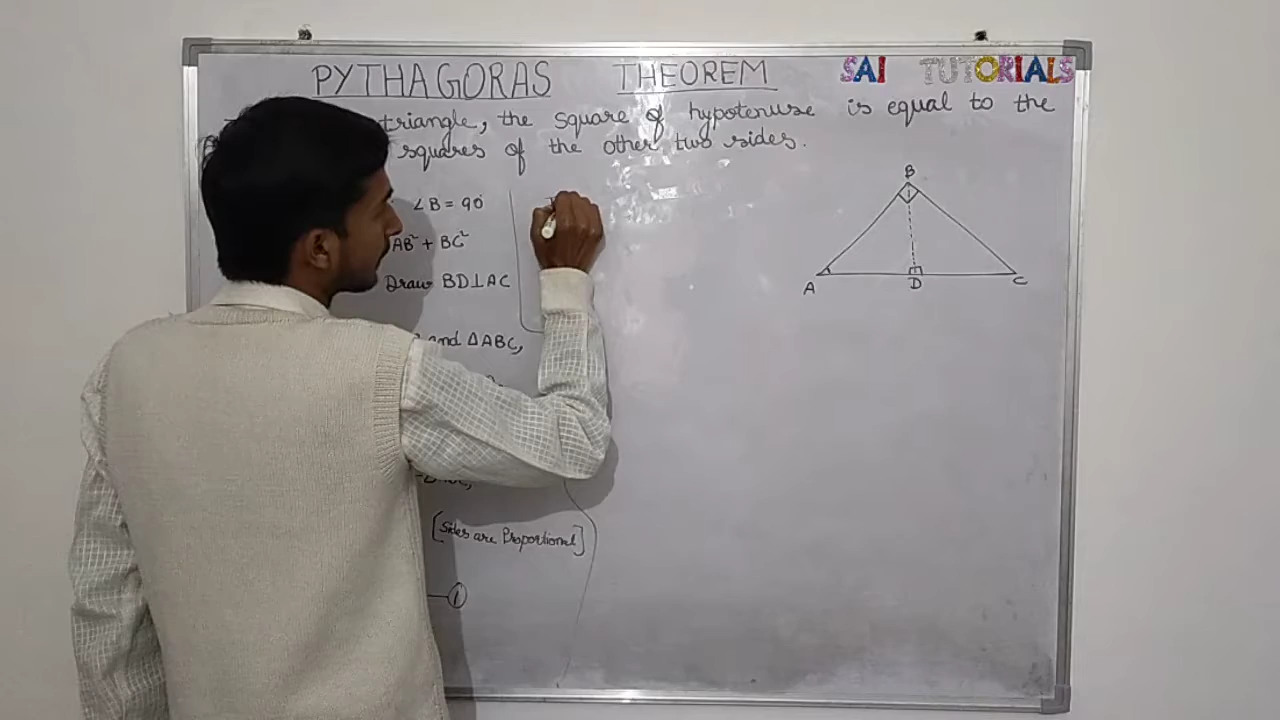 PYTHAGORAS THEOREM
SAI TUTORIALS
triangle, the square of hypotenuse is equal to the
squares of the other two sides.
∠B = 90°
AB² + BC²
Draw BD⊥AC
and ΔABC,
[Sides are Proportional]
1
B
A
D
C